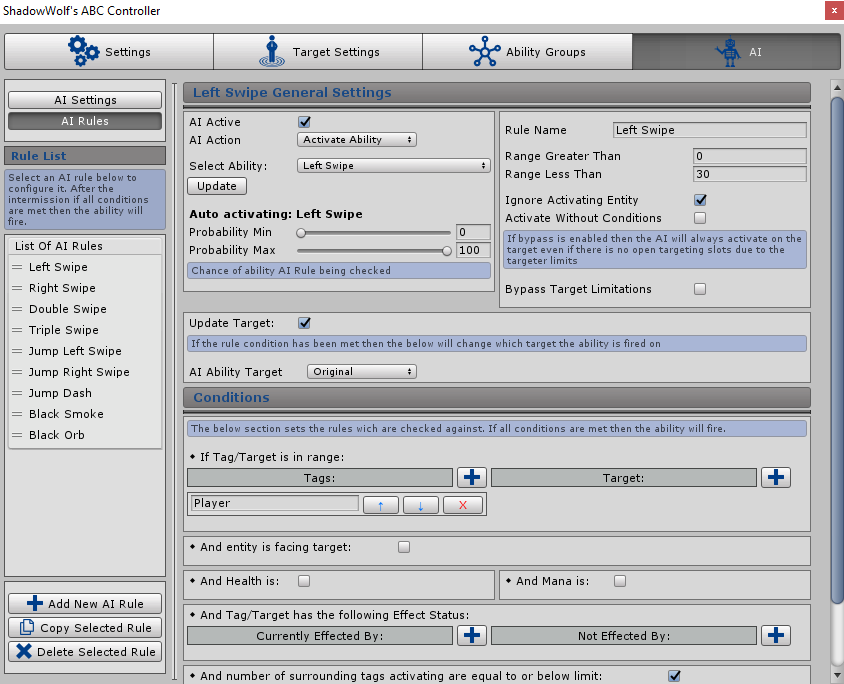 ShadowWolf's ABC Controller
x
Settings
Target Settings
Ability Groups
AI
AI Settings
AI Rules
Rule List
Select an AI rule below to
configure it. After the
intermission if all conditions
are met then the ability will
fire.
List Of AI Rules
Left Swipe
Right Swipe
Double Swipe
Triple Swipe
Jump Left Swipe
Jump Right Swipe
Jump Dash
Black Smoke
Black Orb
Add New AI Rule
Copy Selected Rule
Delete Selected Rule
Left Swipe General Settings
AI Active
AI Action
Activate Ability
Select Ability:
Left Swipe
Update
Auto activating: Left Swipe
Probability Min
0
Probability Max
100
Chance of ability AI Rule being checked
Rule Name
Left Swipe
Range Greater Than
0
Range Less Than
30
Ignore Activating Entity
Activate Without Conditions
If bypass is enabled then the AI will always activate on the
target even if there is no open targeting slots due to the
targeter limits
Bypass Target Limitations
Update Target:
If the rule condition has been met then the below will change which target the ability is fired on
AI Ability Target
Original
Conditions
The below section sets the rules wich are checked against. If all conditions are met then the ability will fire.
• If Tag/Target is in range:
Tags:
Target:
Player
↑
↓
X
• And entity is facing target:
• And Health is:
• And Mana is:
• And Tag/Target has the following Effect Status:
Currently Effected By:
Not Effected By:
• And number of surrounding tags activating are equal to or below limit: